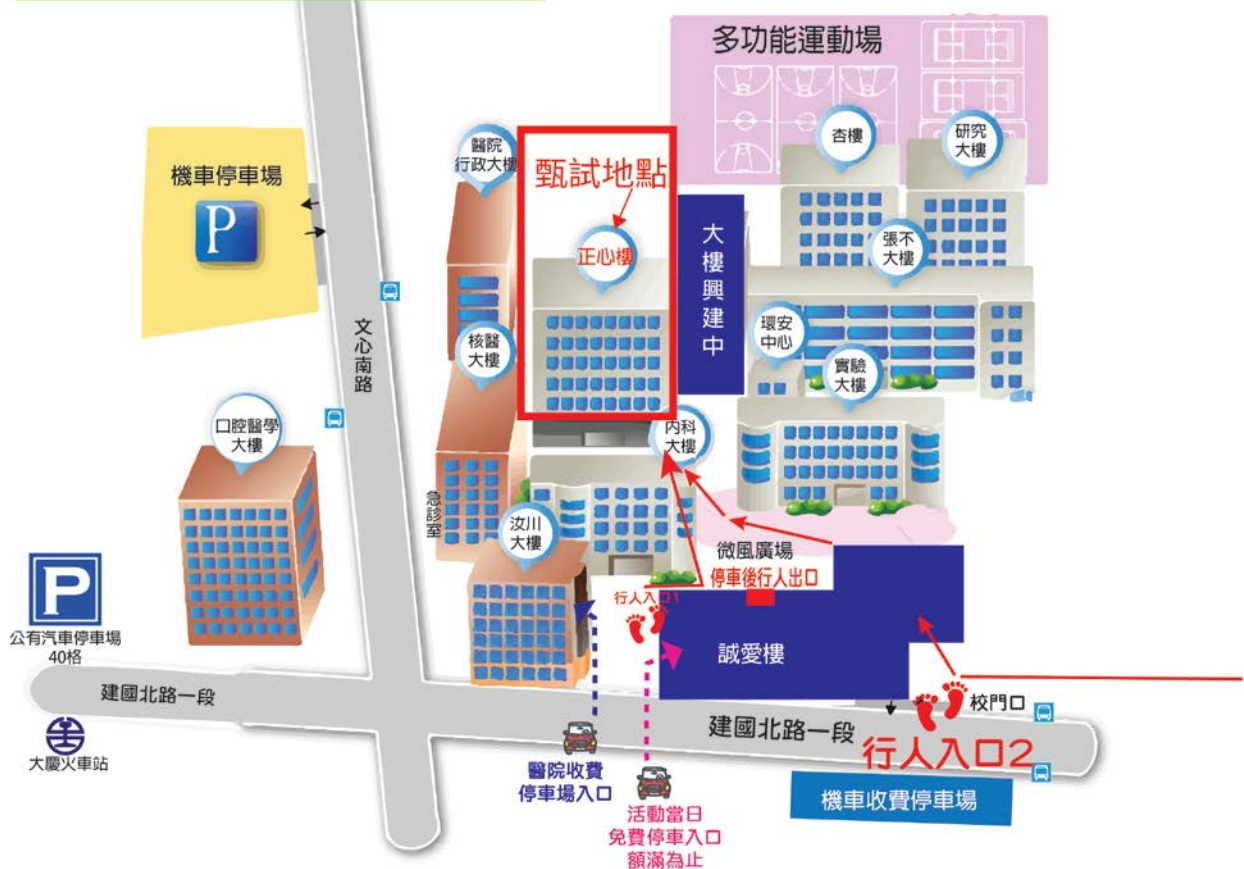 多功能運動場
杏樓
研究
大樓
醫院
行政大樓
甄試地點
機車停車場
P
正心樓
大樓興建中
張不
大樓
環安
中心
核醫
大樓
實驗
大樓
文心南路
口腔醫學
大樓
內科
大樓
急診室
汝川
大樓
微風廣場
停車後行人出口
行人入口1
P
公有汽車停車場
40格
誠愛樓
建國北路一段
校門口
建國北路一段
行人入口2
大慶火車站
醫院收費
停車場入口
機車收費停車場
活動當日
免費停車入口
額滿為止